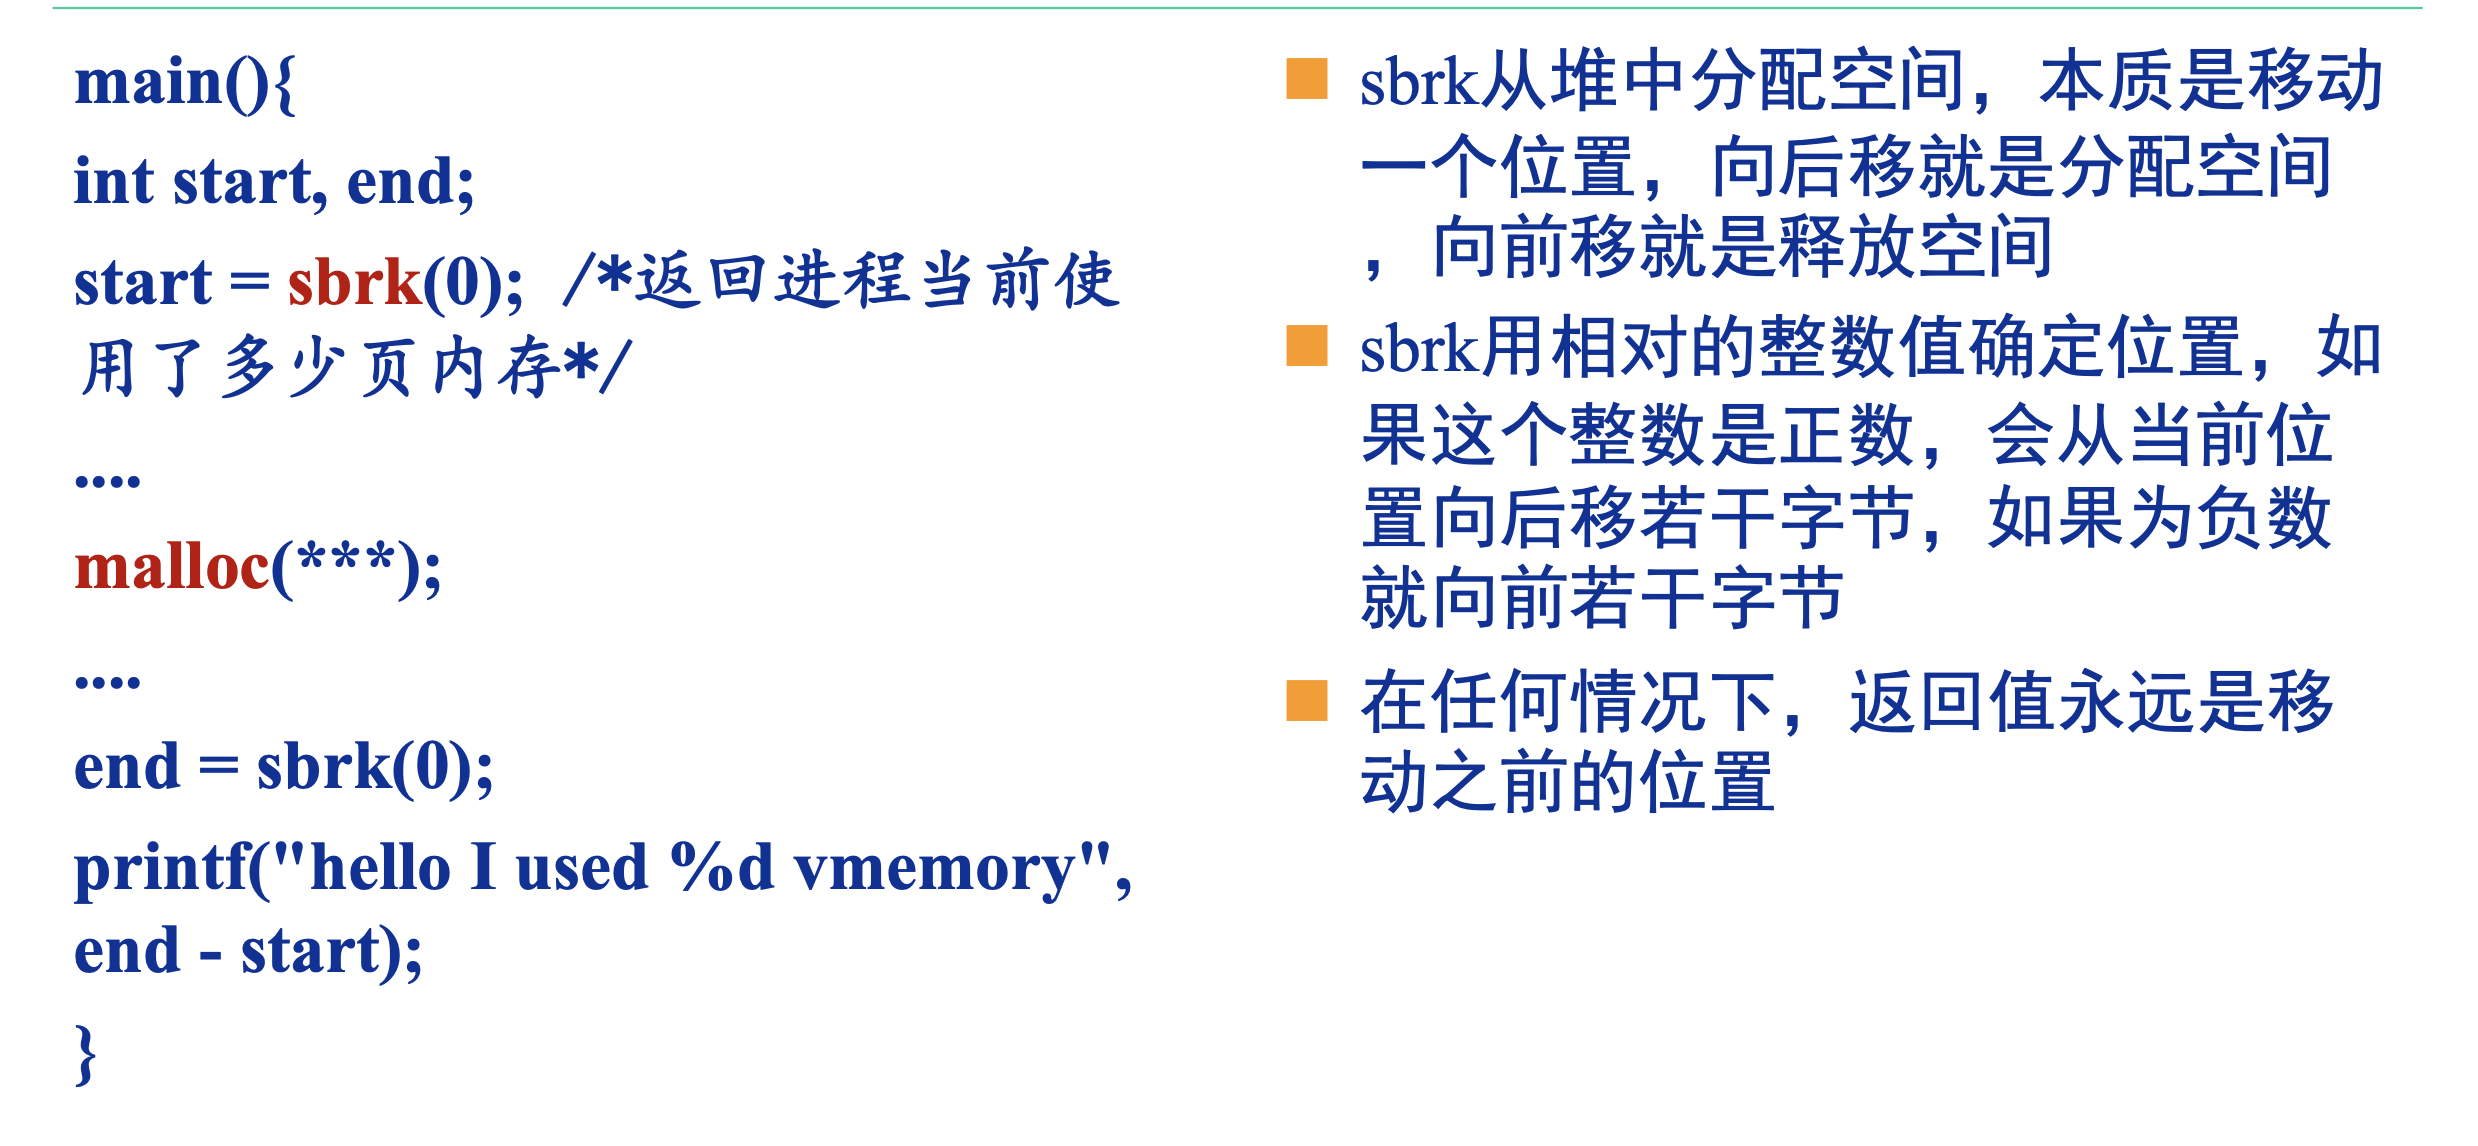 main(){
int start, end;
start = sbrk(0); /*返回进程当前使
用了多少页内存*/
....
malloc(***);
....
end = sbrk(0);
printf("hello I used %d vmemory",
end - start);
}
sbrk从堆中分配空间，本质是移动
一个位置，向后移就是分配空间
，向前移就是释放空间
sbrk用相对的整数值确定位置，如
果这个整数是正数，会从当前位
置向后移若干字节，如果为负数
就向前若干字节
在任何情况下，返回值永远是移
动之前的位置